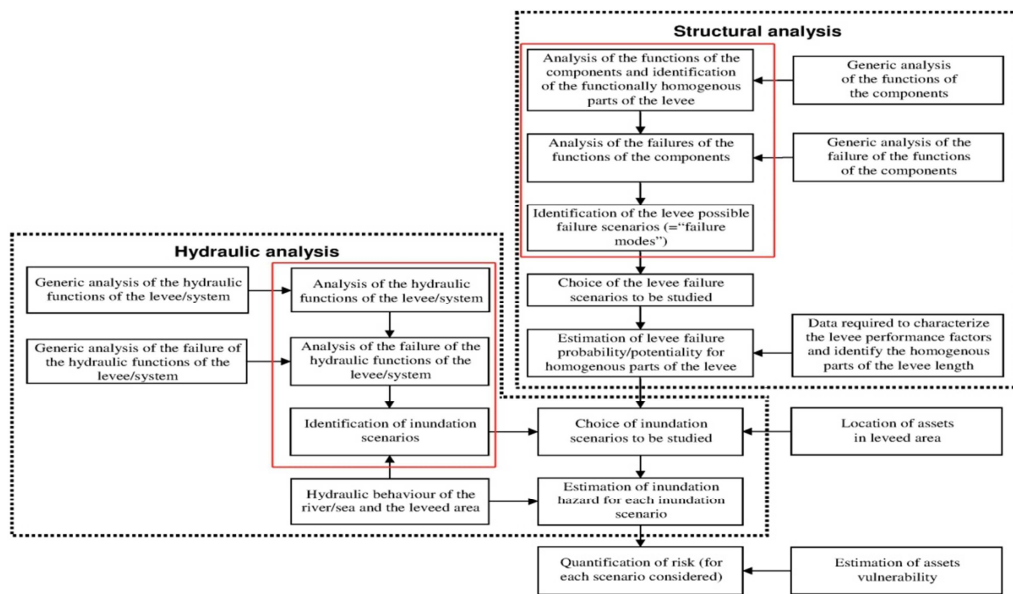 Structural analysis
Analysis of the functions of the
components and identification
of the functionally homogenous
parts of the levee
Generic analysis
of the functions of
the components
Analysis of the failures of the
functions of the components
Generic analysis of the
failure of the functions
of the components
Identification of the levee possible
failure scenarios (=“failure
modes”)
Hydraulic analysis
Generic analysis of the hydraulic
functions of the levee/system
Analysis of the hydraulic
functions of the levee/system
Choice of the levee failure
scenarios to be studied
Generic analysis of the failure of
the hydraulic functions of the
levee/system
Analysis of the failure of the
hydraulic functions of the
levee/system
Estimation of levee failure
probability/potentiality for
homogenous parts of the levee
Data required to characterize
the levee performance factors
and identify the homogenous
parts of the levee length
Identification of inundation
scenarios
Choice of inundation
scenarios to be studied
Location of assets
in leveed area
Hydraulic behaviour of the
river/sea and the leveed area
Estimation of inundation
hazard for each inundation
scenario
Quantification of risk (for
each scenario considered)
Estimation of assets
vulnerability